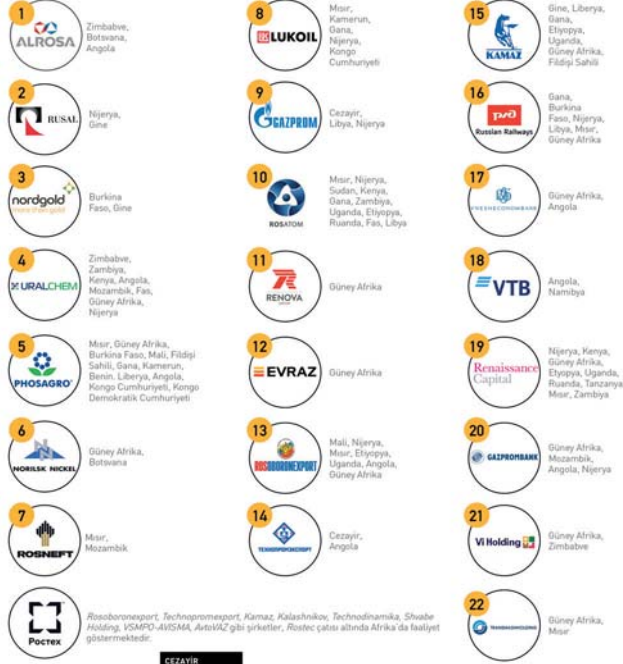 1
ALROSA
Zimbabve,
Botsvana,
Angola
2
RUSAL
Nijerya,
Gine
3
nordgold
more than gold
Burkina
Faso, Gine
4
URALCHEM
Zimbabve,
Zambiya,
Kenya, Angola,
Mozambik, Fas,
Güney Afrika,
Nijerya
5
PHOSAGRO
Mısır, Güney Afrika,
Burkina Faso, Mali, Fildişi
Sahili, Gana, Kamerun,
Benin. Liberya, Angola,
Kongo Cumhuriyeti, Kongo
Demokratik Cumhuriyeti
6
NORILSK NICKEL
Güney Afrika,
Botsvana
7
ROSNEFT
Mısır,
Mozambik
8
LUKOIL
Mısır,
Kamerun,
Gana,
Nijerya,
Kongo
Cumhuriyeti
9
GAZPROM
Cezayir,
Libya, Nijerya
10
ROSATOM
Mısır, Nijerya,
Sudan, Kenya,
Gana, Zambiya,
Uganda, Etiyopya,
Ruanda, Fas, Libya
11
RENOVA
Güney Afrika
12
EVRAZ
Güney Afrika
13
ROSOBORONEXPORT
Mali, Nijerya,
Mısır, Etiyopya,
Uganda, Angola,
Güney Afrika
14
ТЕХНОПРОМЭКСПОРТ
Cezayir,
Angola
15
KAMAZ
Gine, Liberya,
Gana,
Etiyopya,
Uganda,
Güney Afrika,
Fildişi Sahili
16
РЖД
Russian Railways
Gana,
Burkina
Faso, Nijerya,
Libya, Mısır,
Güney Afrika
17
VNESHECONOMBANK
Güney Afrika,
Angola
18
VTB
Angola,
Namibya
19
Renaissance
Capital
Nijerya, Kenya,
Güney Afrika,
Etyopya, Uganda,
Ruanda, Tanzanya
Mısır, Zambiya
20
GAZPROMBANK
Güney Afrika,
Mozambik,
Angola, Nijerya
21
Vi Holding
Güney Afrika,
Zimbabve
22
Güney Afrika,
Mısır
Ростех
Rosoboronexport, Technopromexport, Kamaz, Kalashnikov, Technodinamika, Shvabe
Holding, VSMPO-AVISMA, AvtoVAZ gibi şirketler, Rostec çatısı altında Afrika'da faaliyet
göstermektedir.
CEZAYİR